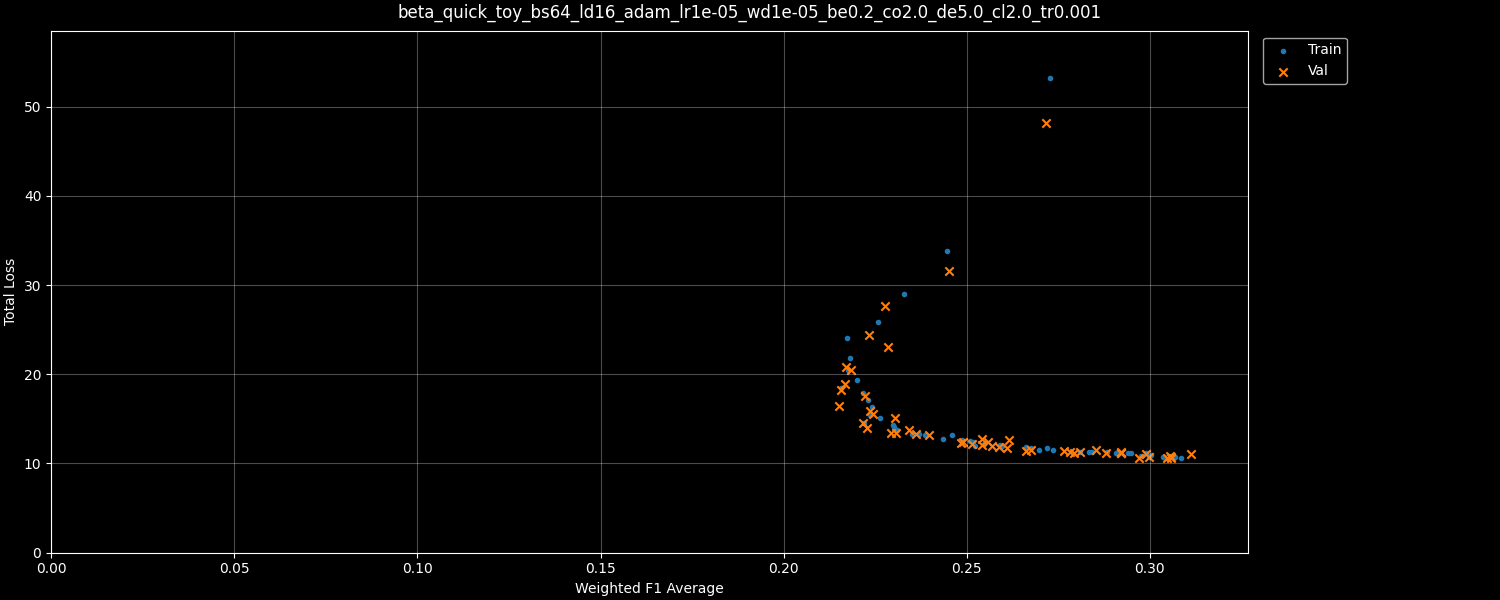 beta_quick_toy_bs64_ld16_adam_lr1e-05_wd1e-05_be0.2_co2.0_de5.0_cl2.0_tr0.001
Train
Val
50
40
30
20
10
0
Total Loss
0.00 0.05 0.10 0.15 0.20 0.25 0.30
Weighted F1 Average